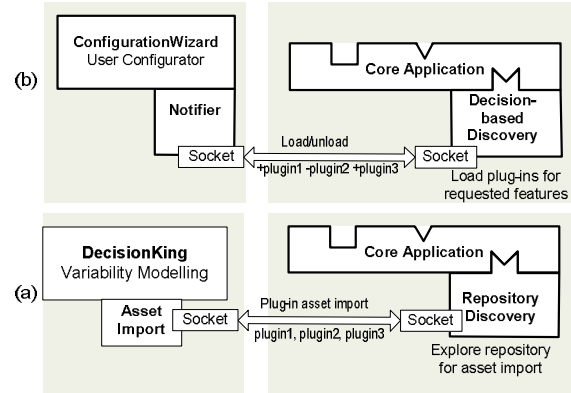 (b)
ConfigurationWizard
User Configurator
Notifier
Socket
Load/unload
+plugin1 -plugin2 +plugin3
Core Application
Decision-
based
Discovery
Socket
Load plug-ins for
requested features
(a)
DecisionKing
Variability Modelling
Asset
Import
Socket
Plug-in asset import
plugin1, plugin2, plugin3
Core Application
Repository
Discovery
Socket
Explore repository
for asset import